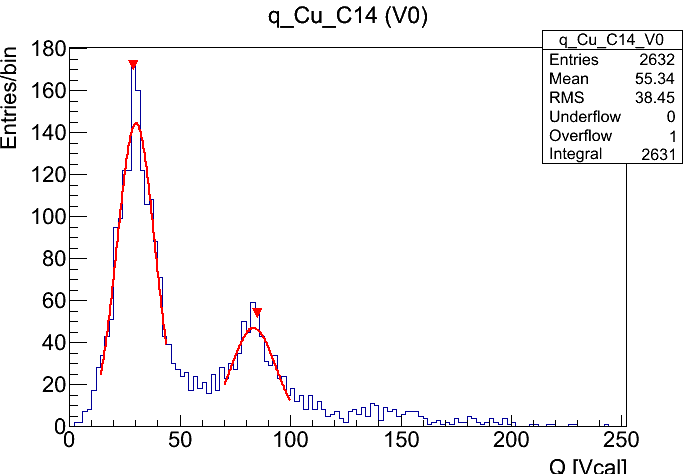 q_Cu_C14 (V0)
q_Cu_C14_V0
Entries 2632
Mean 55.34
RMS 38.45
Underflow 0
Overflow 1
Integral 2631
Entries/bin
180
160
140
120
100
80
60
40
20
0
0 50 100 150 200 250
Q [Vcal]